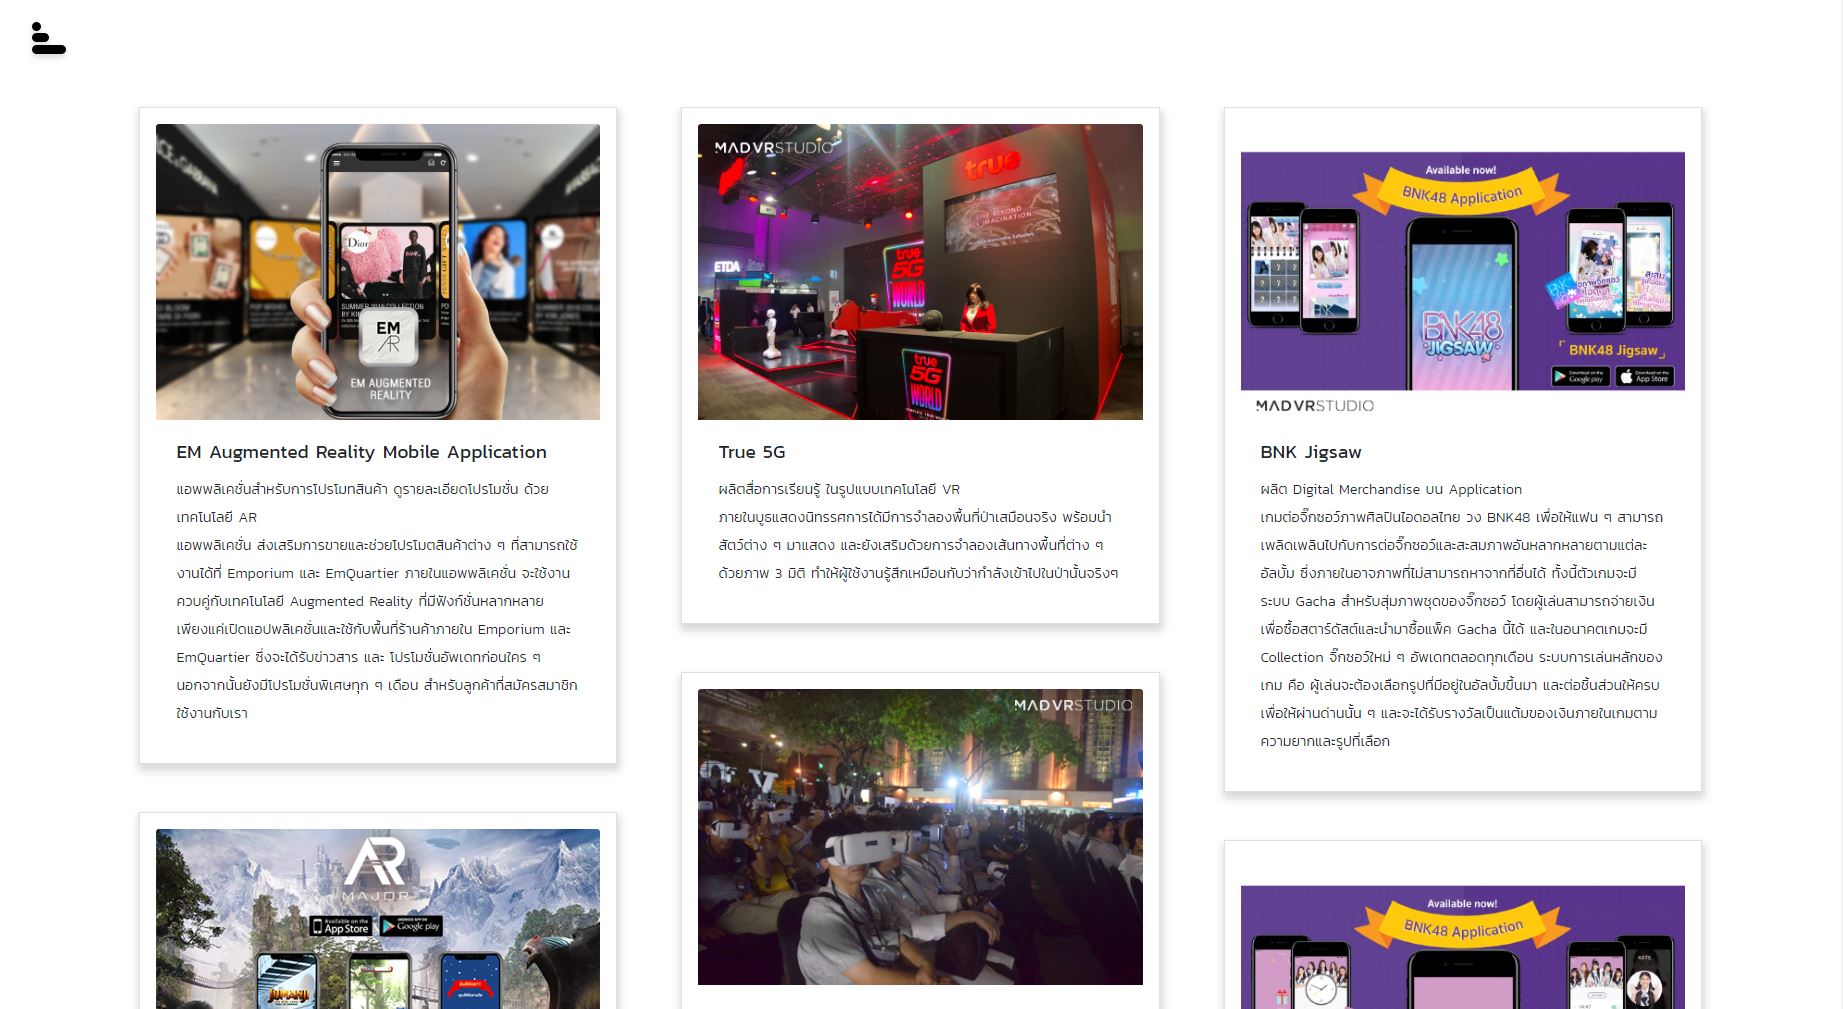 Dior
SUMMER 2019 COLLECTION
BY KIM JONES
EM
AR
EM AUGMENTED
REALITY
EM Augmented Reality Mobile Application
แอพพลิเคชั่นสำหรับการโปรโมทสินค้า ดูรายละเอียดโปรโมชั่น ด้วย
เทคโนโลยี AR
แอพพลิเคชั่น ส่งเสริมการขายและช่วยโปรโมตสินค้าต่าง ๆ ที่สามารถใช้
งานได้ที่ Emporium และ EmQuartier ภายในแอพพลิเคชั่น จะใช้งาน
ควบคู่กับเทคโนโลยี Augmented Reality ที่มีฟังก์ชั่นหลากหลาย
เพียงแค่เปิดแอปพลิเคชั่นและใช้กับพื้นที่ร้านค้าภายใน Emporium และ
EmQuartier ซึ่งจะได้รับข่าวสาร และ โปรโมชั่นอัพเดทก่อนใคร ๆ
นอกจากนั้นยังมีโปรโมชั่นพิเศษทุก ๆ เดือน สำหรับลูกค้าที่สมัครสมาชิก
ใช้งานกับเรา
AR
MAJOR
Available on the
App Store
ANDROID APP ON
Google play
JUMANJI
MADVRSTUDIO
true
LIVE BEYOND
IMAGINATION
ETDA
true
5G
WORLD
true
5G
WORLD
True 5G
ผลิตสื่อการเรียนรู้ ในรูปแบบเทคโนโลยี VR
ภายในบูธแสดงนิทรรศการได้มีการจำลองพื้นที่ป่าเสมือนจริง พร้อมนำ
สัตว์ต่าง ๆ มาแสดง และยังเสริมด้วยการจำลองเส้นทางพื้นที่ต่าง ๆ
ด้วยภาพ 3 มิติ ทำให้ผู้ใช้งานรู้สึกเหมือนกับว่ากำลังเข้าไปในป่านั้นจริงๆ
MADVRSTUDIO
Available now!
BNK48 Application
BNK48
JIGSAW
BNK48 Jigsaw
Download on the
Google play
Download on the
App Store
MADVRSTUDIO
BNK Jigsaw
ผลิต Digital Merchandise บน Application
เกมต่อจิ๊กซอว์ภาพศิลปินไอดอลไทย วง BNK48 เพื่อให้แฟน ๆ สามารถ
เพลิดเพลินไปกับการต่อจิ๊กซอว์และสะสมภาพอันหลากหลายตามแต่ละ
อัลบั้ม ซึ่งภายในอาจภาพที่ไม่สามารถหาจากที่อื่นได้ ทั้งนี้ตัวเกมจะมี
ระบบ Gacha สำหรับสุ่มภาพชุดของจิ๊กซอว์ โดยผู้เล่นสามารถจ่ายเงิน
เพื่อซื้อสตาร์ดัสต์และนำมาซื้อแพ็ค Gacha นี้ได้ และในอนาคตเกมจะมี
Collection จิ๊กซอว์ใหม่ ๆ อัพเดทตลอดทุกเดือน ระบบการเล่นหลักของ
เกม คือ ผู้เล่นจะต้องเลือกรูปที่มีอยู่ในอัลบั้มขึ้นมา และต่อชิ้นส่วนให้ครบ
เพื่อให้ผ่านด่านนั้น ๆ และจะได้รับรางวัลเป็นแต้มของเงินภายในเกมตาม
ความยากและรูปที่เลือก
Available now!
BNK48 Application